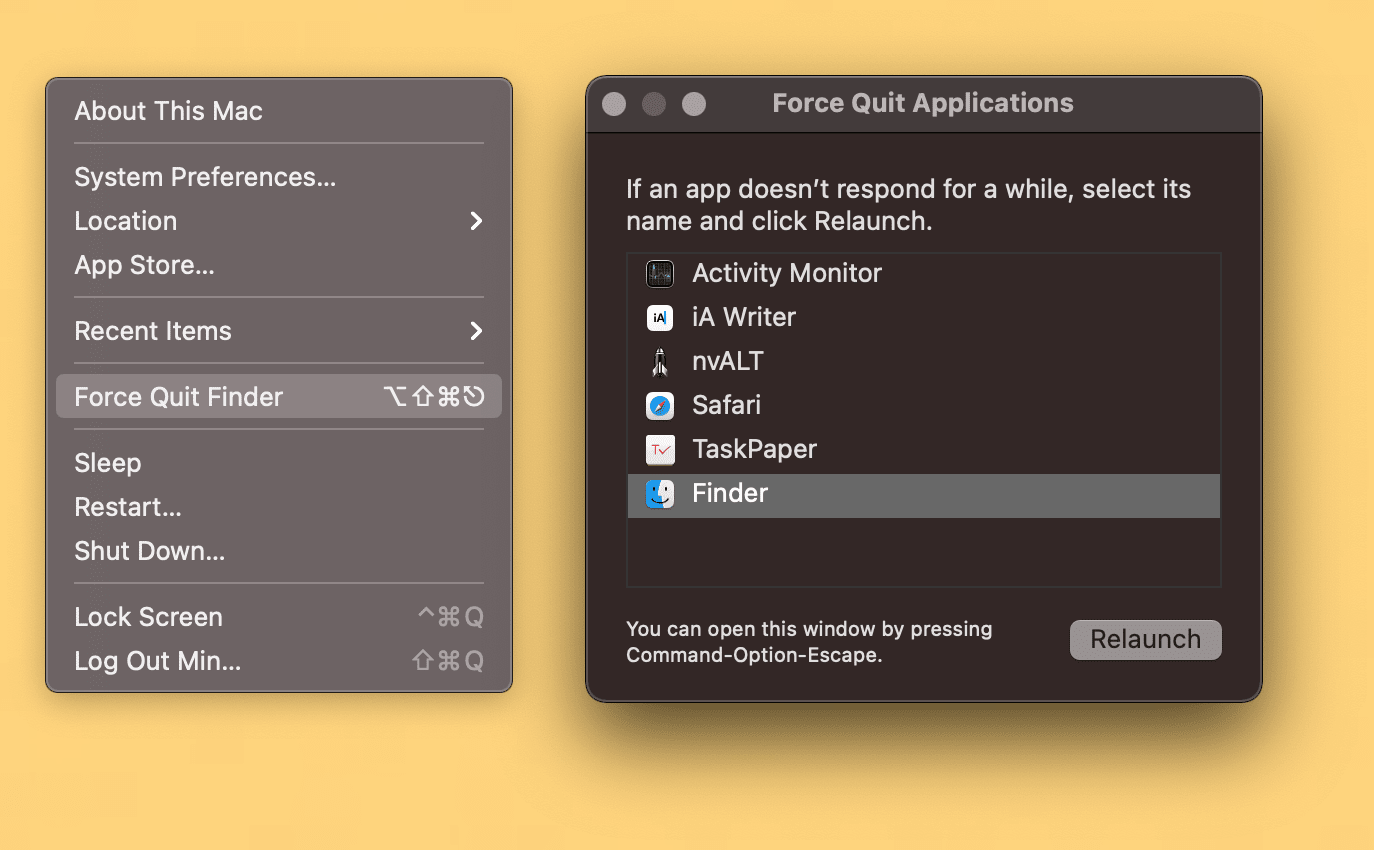 About This Mac
System Preferences...
Location
App Store...
Recent Items
Force Quit Finder ⌥⇧⌘⎋
Sleep
Restart...
Shut Down...
Lock Screen ^⌘Q
Log Out Min... ⇧⌘Q
Force Quit Applications
If an app doesn’t respond for a while, select its
name and click Relaunch.
Activity Monitor
iA iA Writer
nvALT
Safari
T TaskPaper
Finder
You can open this window by pressing
Command-Option-Escape.
Relaunch